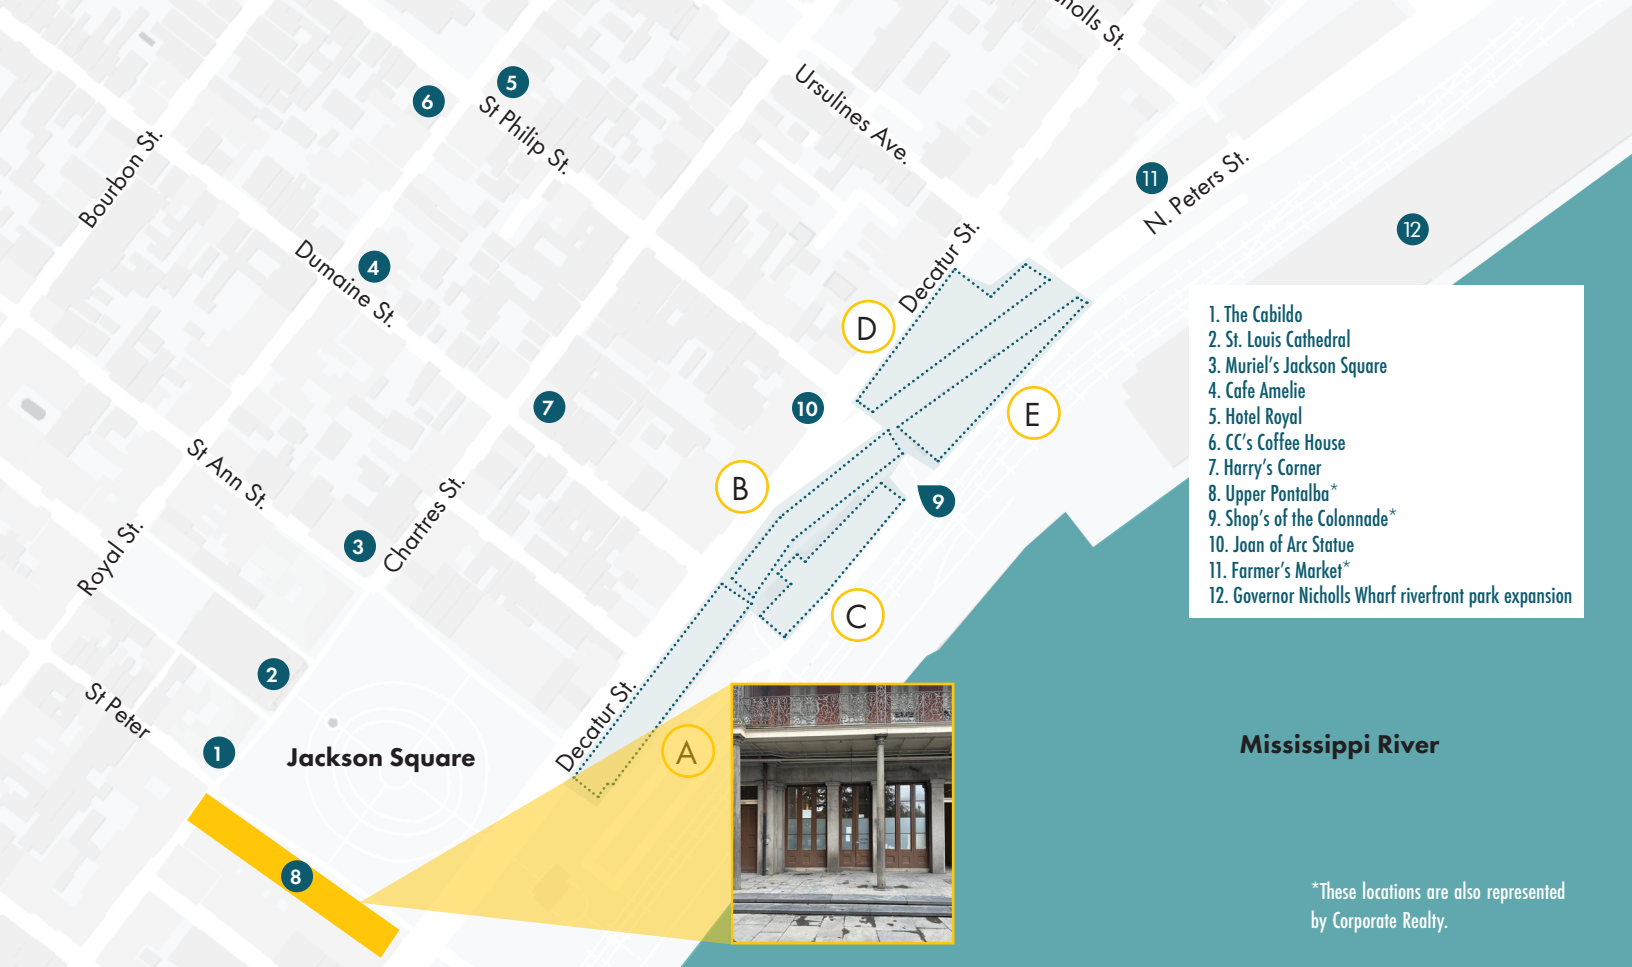 holls St.
5
6
St Philip St.
Ursulines Ave.
Bourbon St.
11
N. Peters St.
12
Dumaine St.
4
Decatur St.
D
1. The Cabildo
2. St. Louis Cathedral
3. Muriel's Jackson Square
4. Cafe Amelie
5. Hotel Royal
6. CC's Coffee House
7. Harry's Corner
8. Upper Pontalba*
9. Shop's of the Colonnade*
10. Joan of Arc Statue
11. Farmer's Market*
12. Governor Nicholls Wharf riverfront park expansion
7
10
E
St Ann St.
B
9
Chartres St.
Royal St.
3
C
2
St Peter
Decatur St.
1
Jackson Square
A
Mississippi River
8
*These locations are also represented
by Corporate Realty.